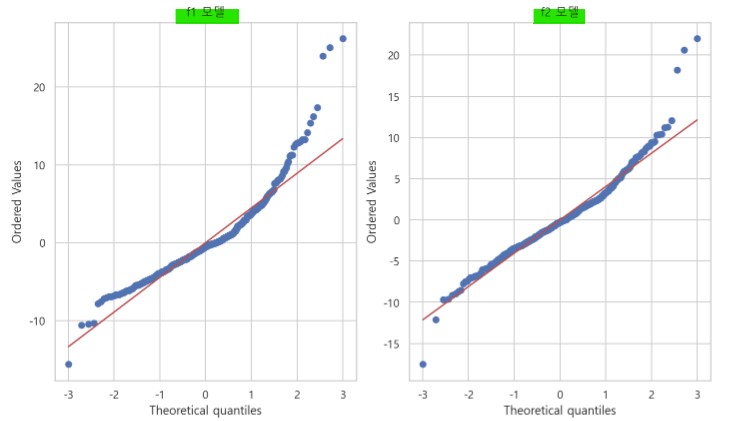 f1 모델
20
10
0
-10
Ordered Values
-3 -2 -1 0 1 2 3
Theoretical quantiles
f2 모델
20
15
10
5
0
-5
-10
-15
Ordered Values
-3 -2 -1 0 1 2 3
Theoretical quantiles